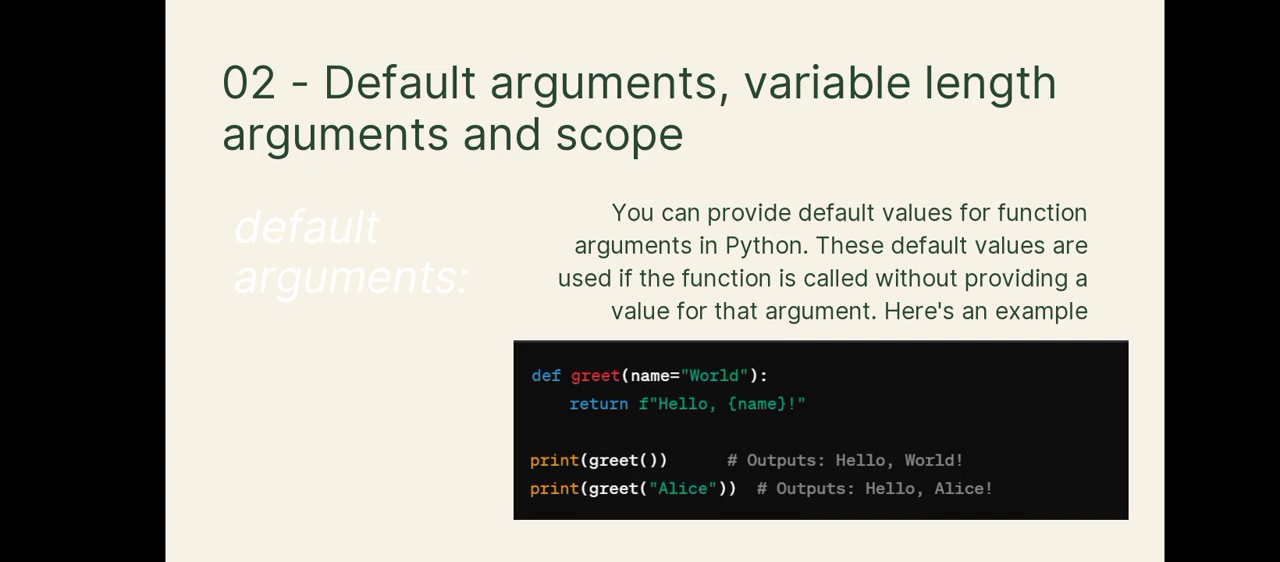 02 - Default arguments, variable length
arguments and scope
default
arguments:
You can provide default values for function
arguments in Python. These default values are
used if the function is called without providing a
value for that argument. Here's an example
def greet(name="World"):
    return f"Hello, {name}!"
print(greet())      # Outputs: Hello, World!
print(greet("Alice"))  # Outputs: Hello, Alice!